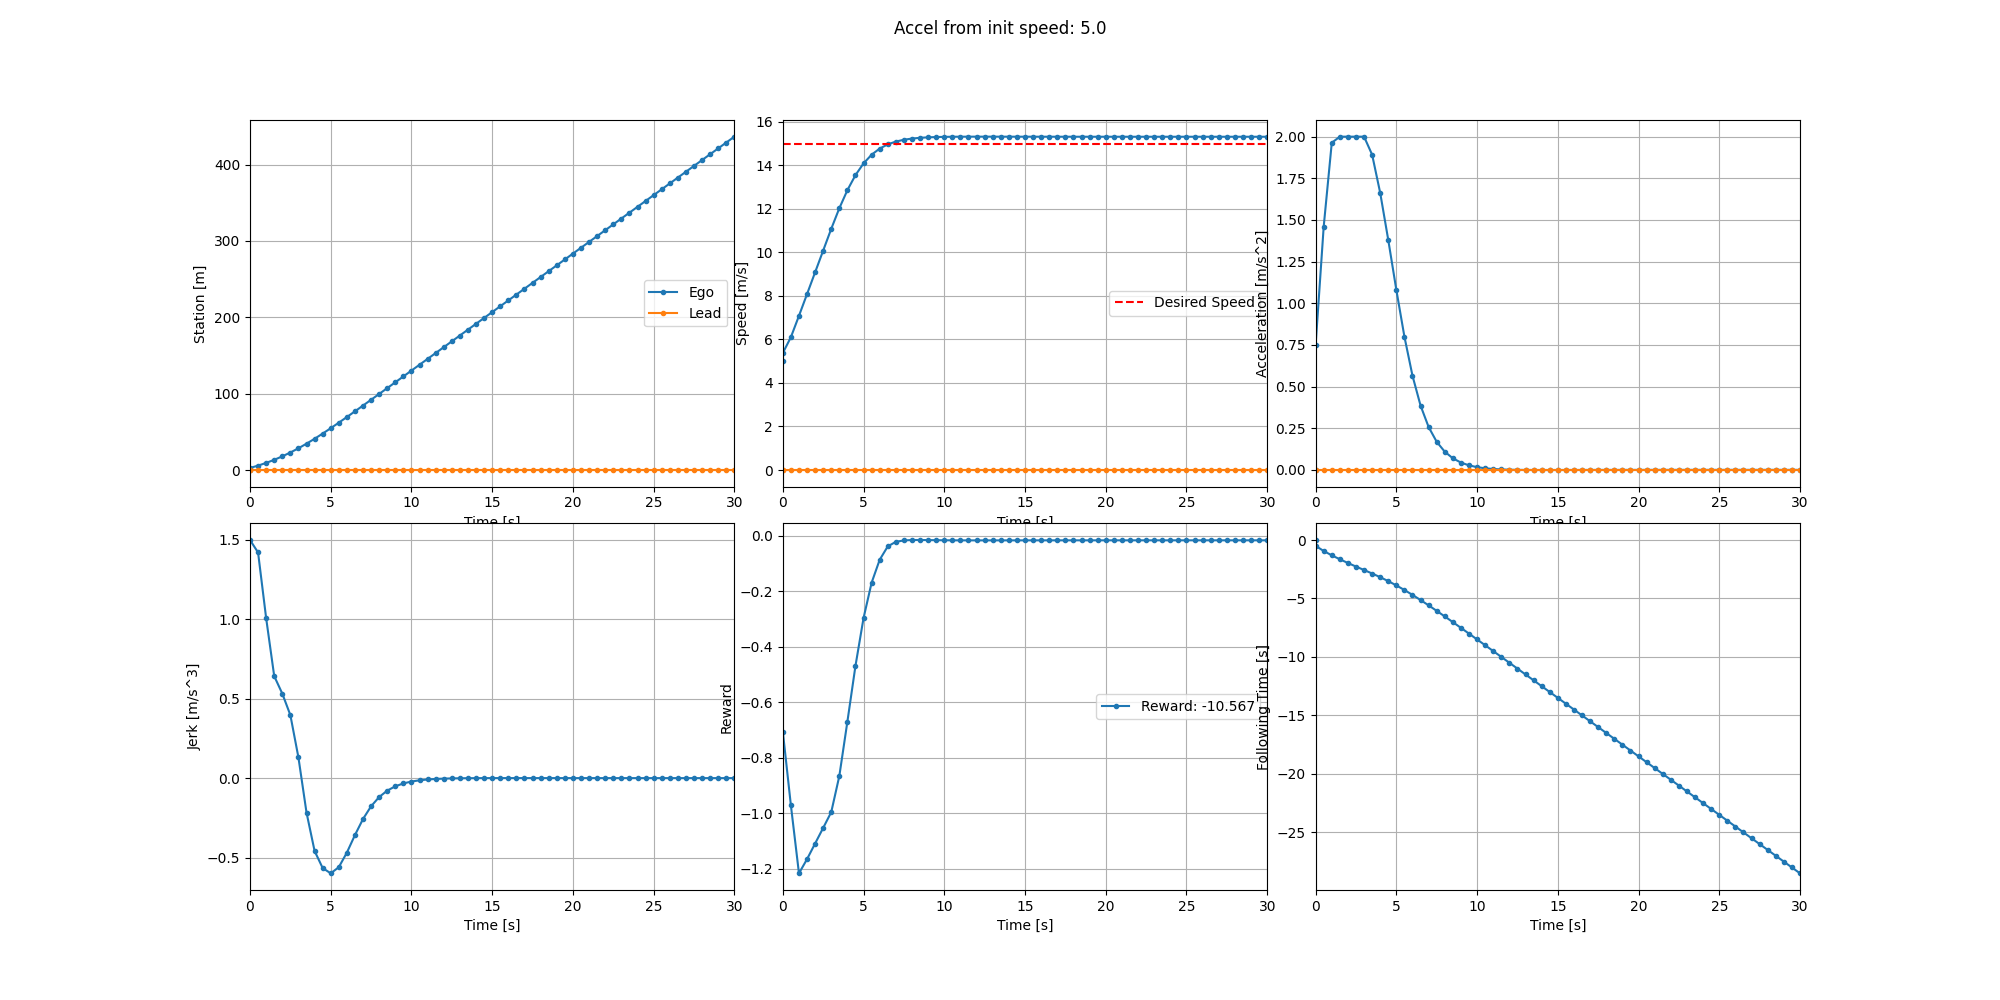 Accel from init speed: 5.0
Station [m]
400
300
200
100
0
Ego
Lead
0 5 10 15 20 25 30
Time [s]
Speed [m/s]
16
14
12
10
8
6
4
2
0
Desired Speed
0 5 10 15 20 25 30
Time [s]
Acceleration [m/s^2]
2.00
1.75
1.50
1.25
1.00
0.75
0.50
0.25
0.00
0 5 10 15 20 25 30
Time [s]
Jerk [m/s^3]
1.5
1.0
0.5
0.0
−0.5
0 5 10 15 20 25 30
Time [s]
Reward
0.0
−0.2
−0.4
−0.6
−0.8
−1.0
−1.2
Reward: -10.567
0 5 10 15 20 25 30
Time [s]
Following Time [s]
0
−5
−10
−15
−20
−25
0 5 10 15 20 25 30
Time [s]